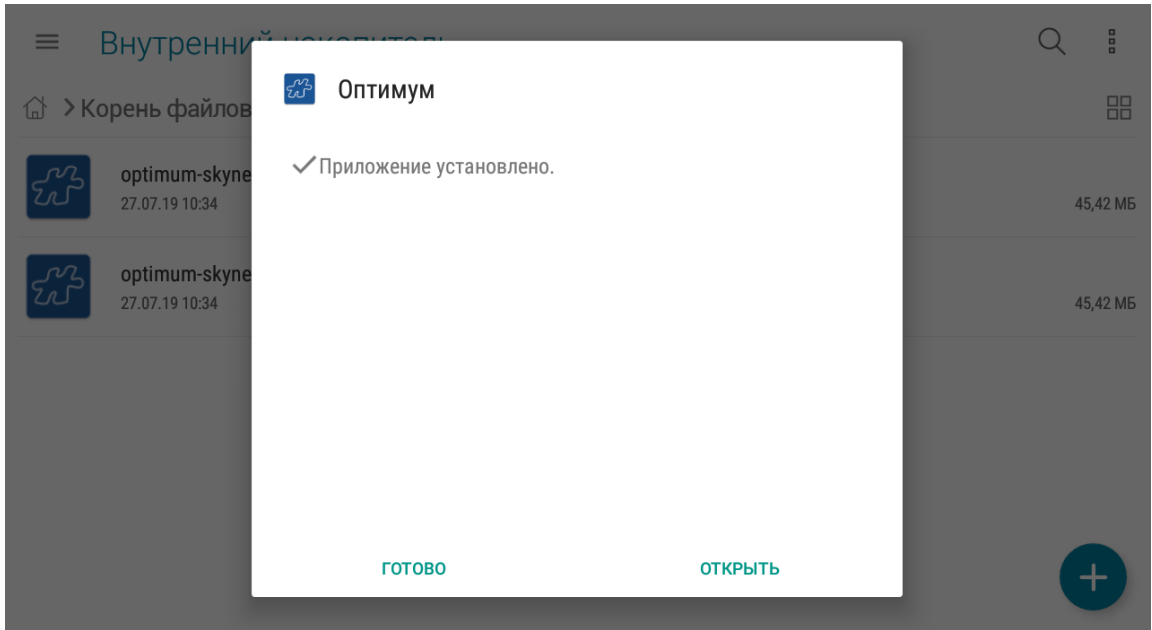 Внутренний накопитель
Корень файлов
Оптимум
Приложение установлено.
optimum-skyne
27.07.19 10:34
45,42 МБ
optimum-skyne
27.07.19 10:34
45,42 МБ
ГОТОВО
ОТКРЫТЬ